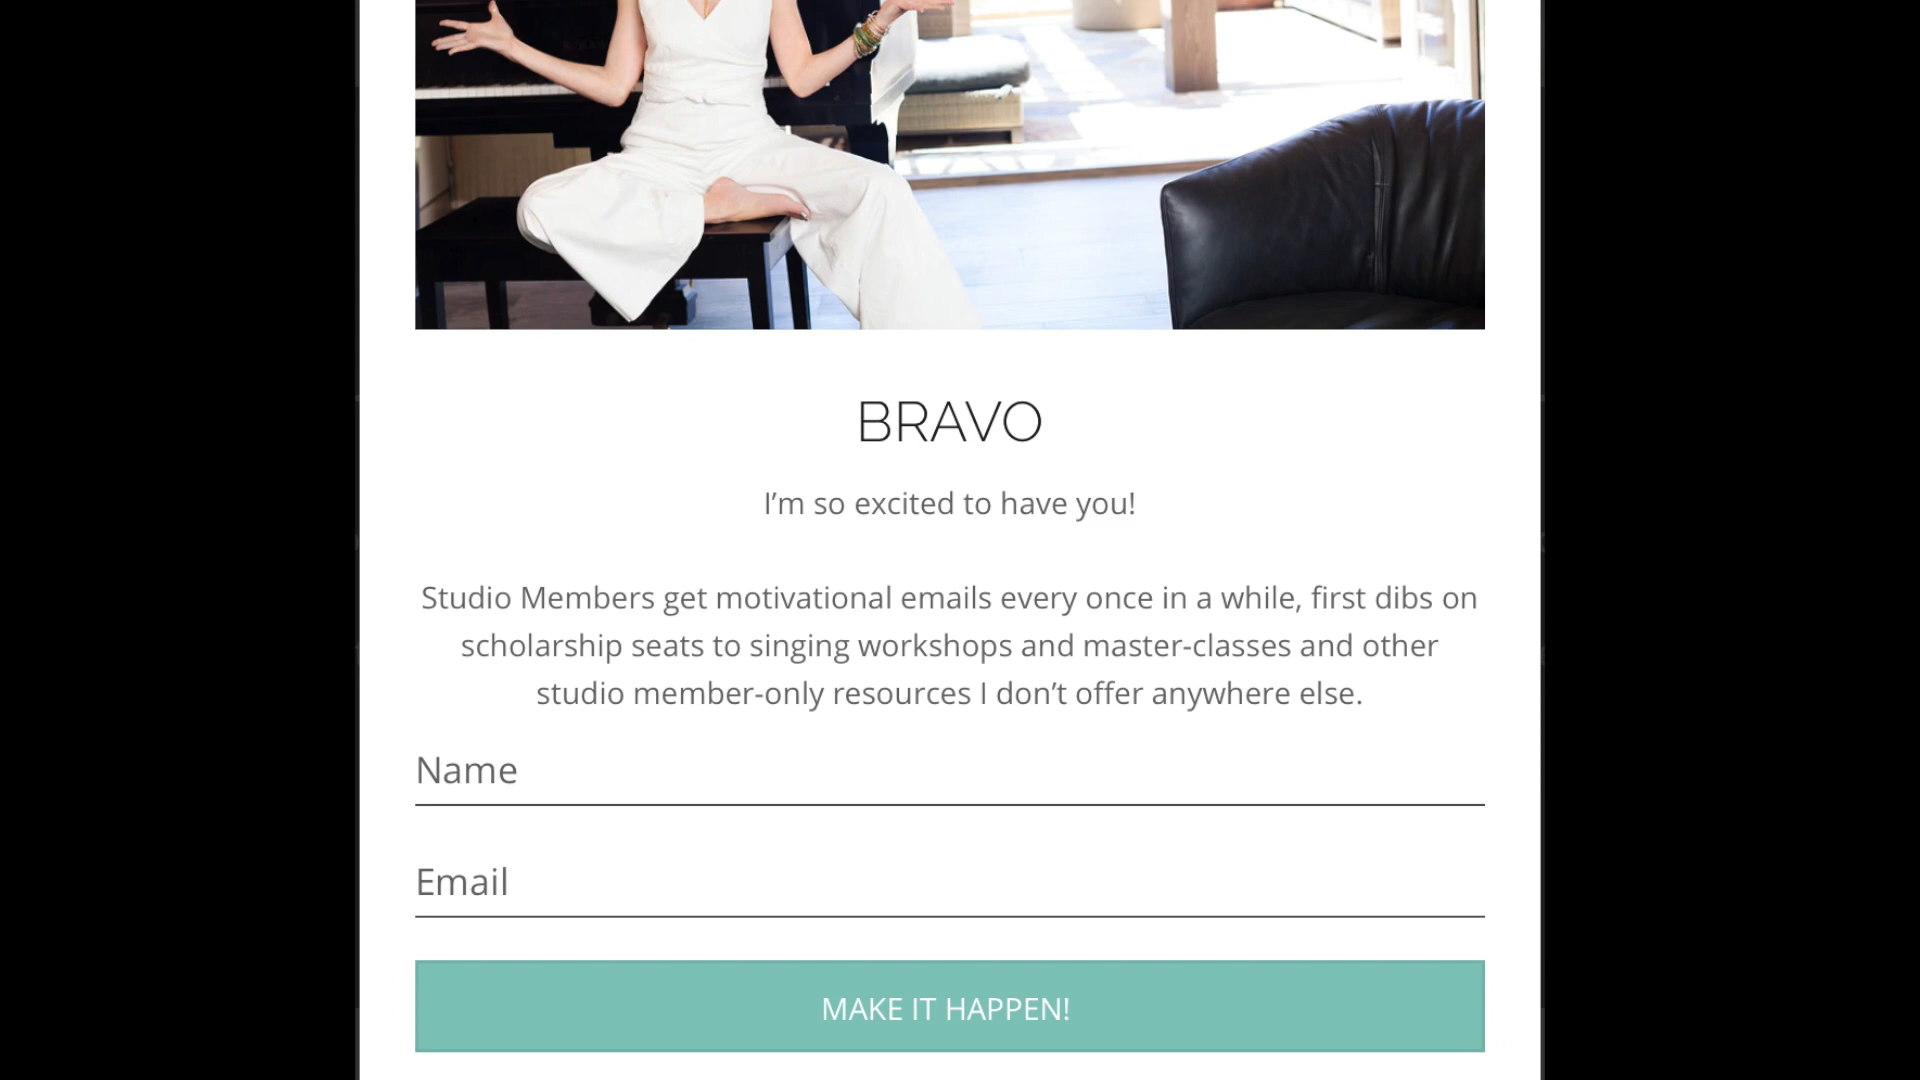 BRAVO
I’m so excited to have you!
Studio Members get motivational emails every once in a while, first dibs on
scholarship seats to singing workshops and master-classes and other
studio member-only resources I don’t offer anywhere else.
Name
Email
MAKE IT HAPPEN!